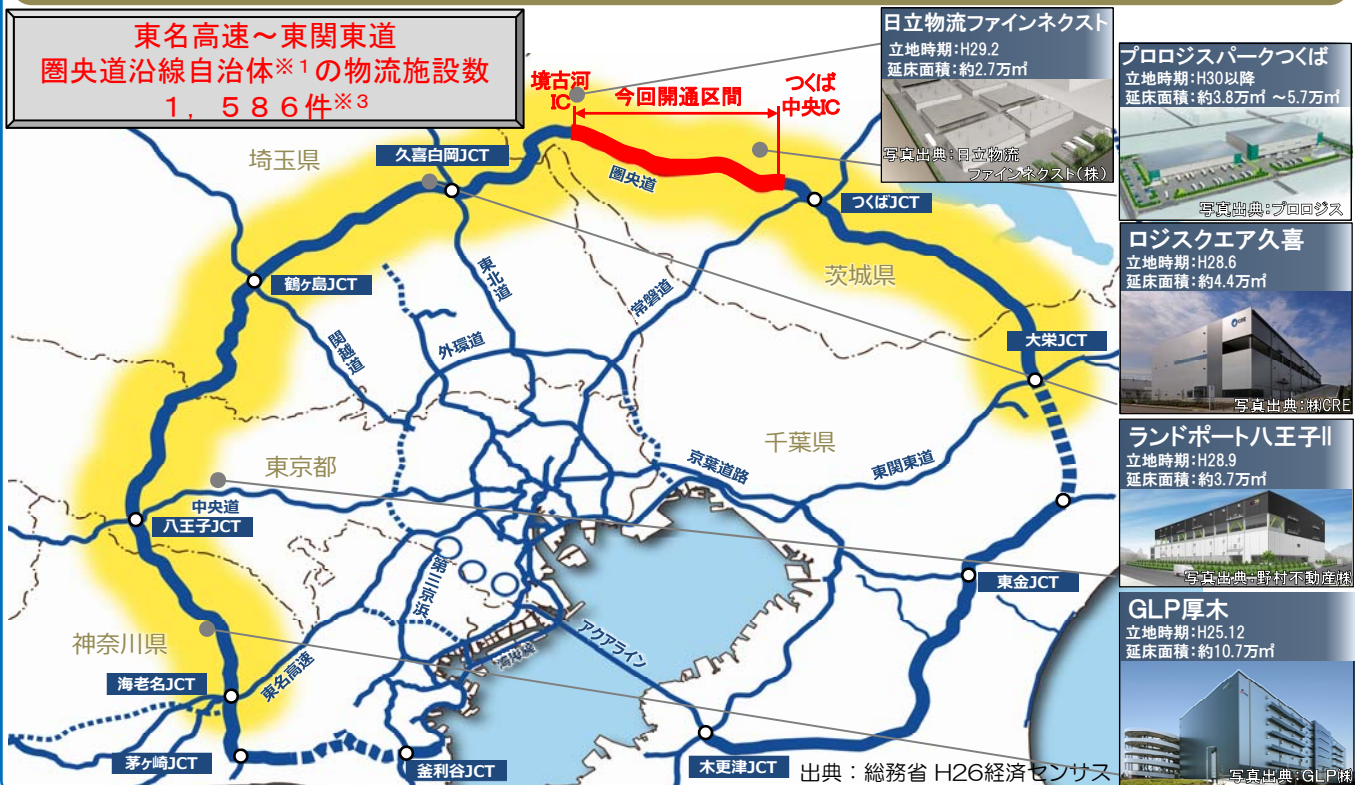 東名高速～東関東道
圏央道沿線自治体※1の物流施設数
1，586件※3
境古河
IC
今回開通区間
つくば
中央IC
日立物流ファインネクスト
立地時期:H29.2
延床面積:約2.7万㎡
写真出典:日立物流
ファインネクスト(株)
プロロジスパークつくば
立地時期:H30以降
延床面積:約3.8万㎡ ～5.7万㎡
写真出典:プロロジス
埼玉県
久喜白岡JCT
圏央道
つくばJCT
ロジスクエア久喜
立地時期:H28.6
延床面積:約4.4万㎡
CRE
写真出典:㈱CRE
鶴ヶ島JCT
東北道
常磐道
茨城県
関越道
外環道
大栄JCT
東京都
千葉県
ランドポート八王子Ⅱ
立地時期:H28.9
延床面積:約3.7万㎡
写真出典:野村不動産㈱
中央道
八王子JCT
京葉道路
東関東道
第三京浜
東金JCT
神奈川県
東名高速
湾岸線
アクアライン
海老名JCT
GLP厚木
立地時期:H25.12
延床面積:約10.7万㎡
写真出典:GLP㈱
茅ヶ崎JCT
釜利谷JCT
木更津JCT
出典：総務省 H26経済センサス